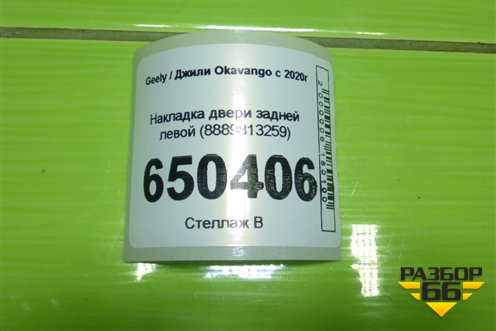 Geely / Джили Okavango с 2020г
Накладка двери задней
левой (8889813259)
650406
Стеллаж В
РАЗБОР
66